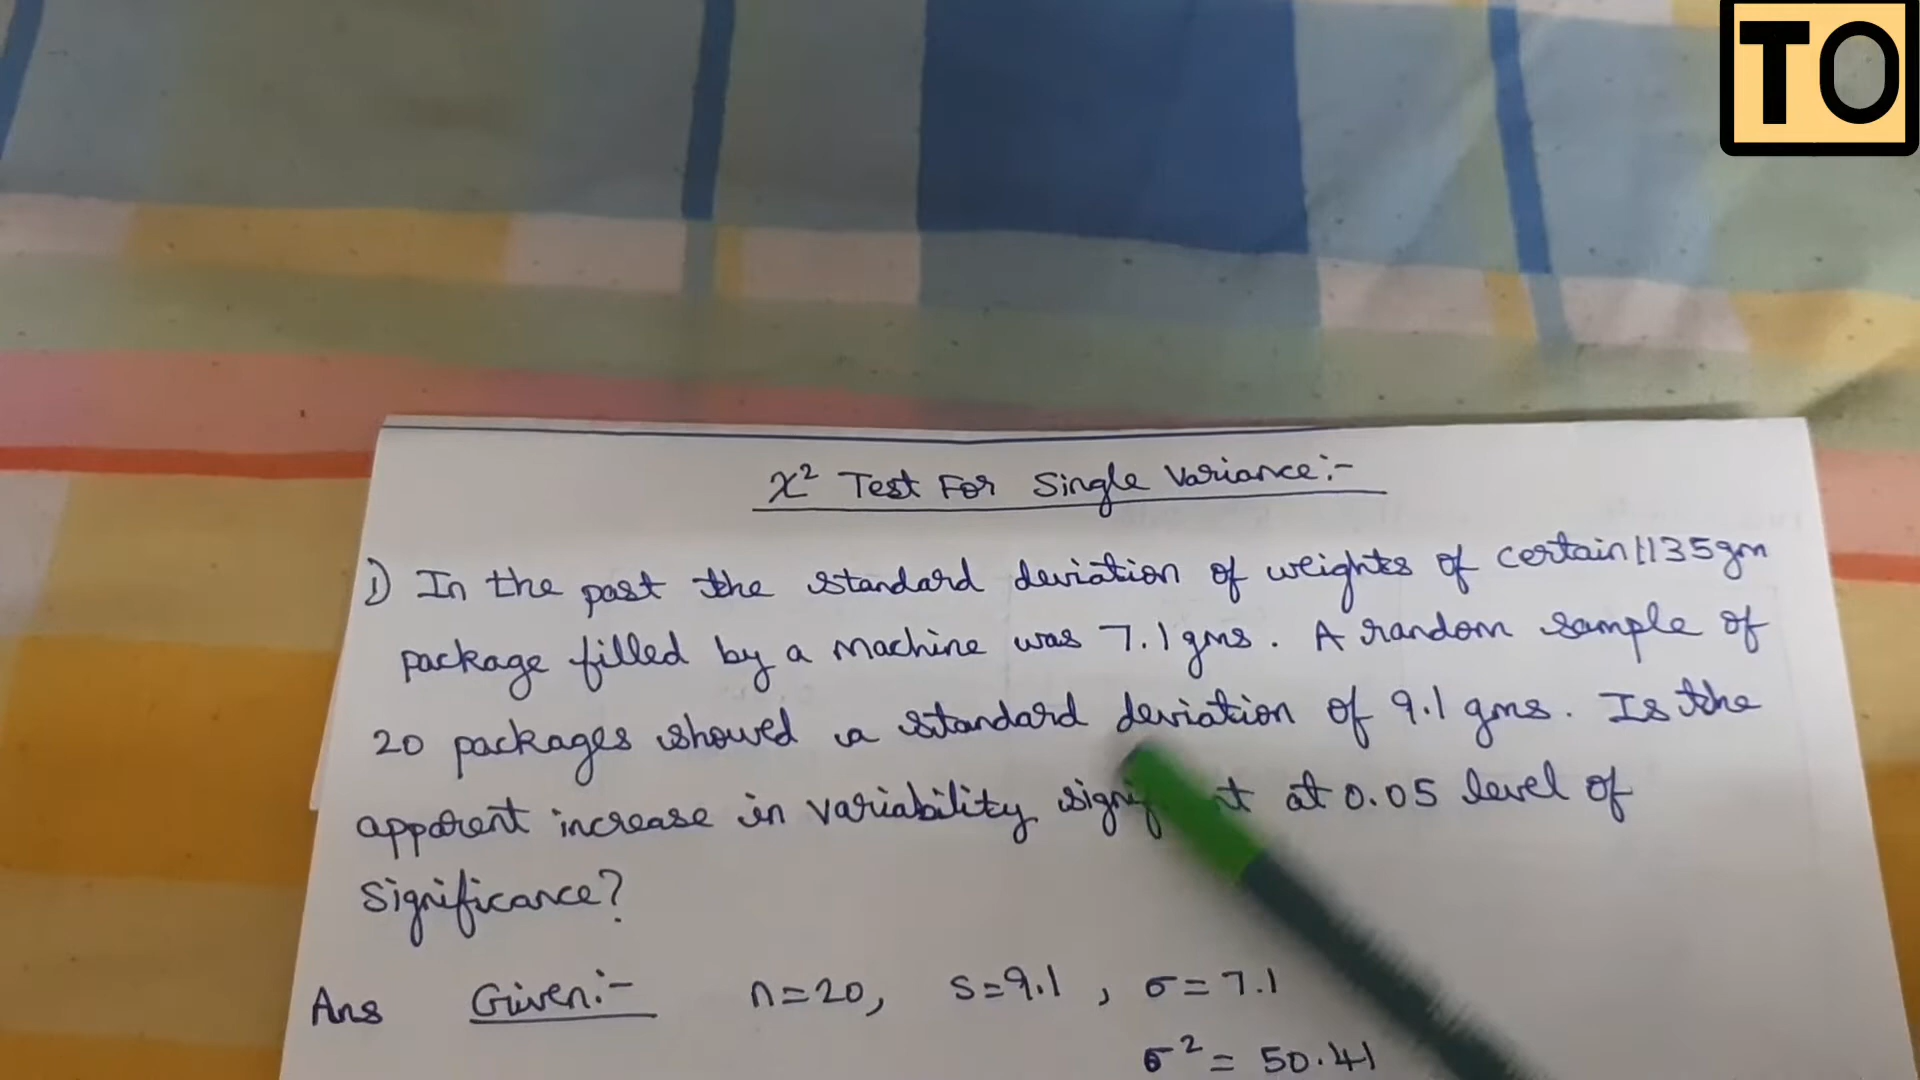 TO
χ² Test For Single Variance:-
1) In the past the standard deviation of weights of certain 1135gm
package filled by a machine was 7.1 gms. A random sample of
20 packages showed a standard deviation of 9.1 gms. Is the
apparent increase in variability at 0.05 level of
significance?
Ans Given:- n=20, s=9.1, σ=7.1
σ²=50.41